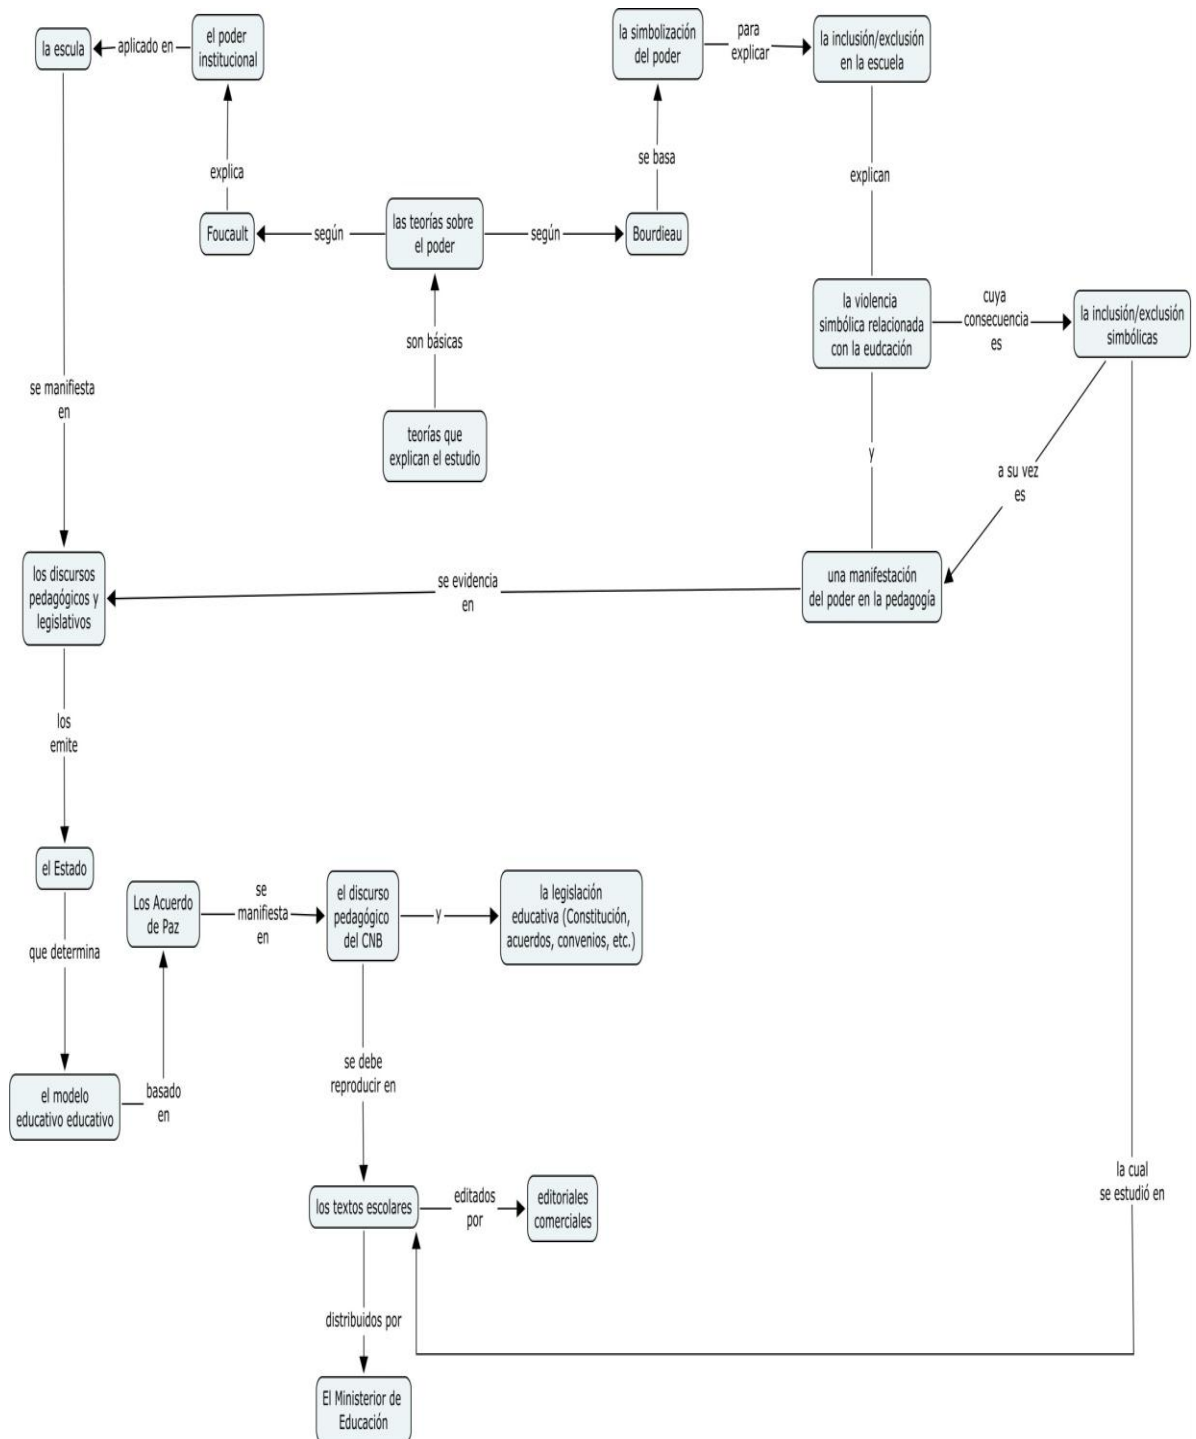 la escula
aplicado en
el poder
institucional
la simbolización
del poder
para
explicar
la inclusión/exclusión
en la escuela
explica
se basa
explican
Foucault
según
las teorías sobre
el poder
según
Bourdieau
son básicas
la violencia
simbólica relacionada
con la eudcación
cuya
consecuencia
es
la inclusión/exclusión
simbólicas
se manifiesta
en
teorías que
explican el estudio
y
a su vez
es
los discursos
pedagógicos y
legislativos
se evidencia
en
una manifestación
del poder en la pedagogía
los
emite
el Estado
Los Acuerdo
de Paz
se
manifiesta
en
el discurso
pedagógico
del CNB
y
la legislación
educativa (Constitución,
acuerdos, convenios, etc.)
que determina
el modelo
educativo educativo
basado
en
se debe
reproducir en
la cual
se estudió en
los textos escolares
editados
por
editoriales
comerciales
distribuidos por
El Ministerior de
Educación